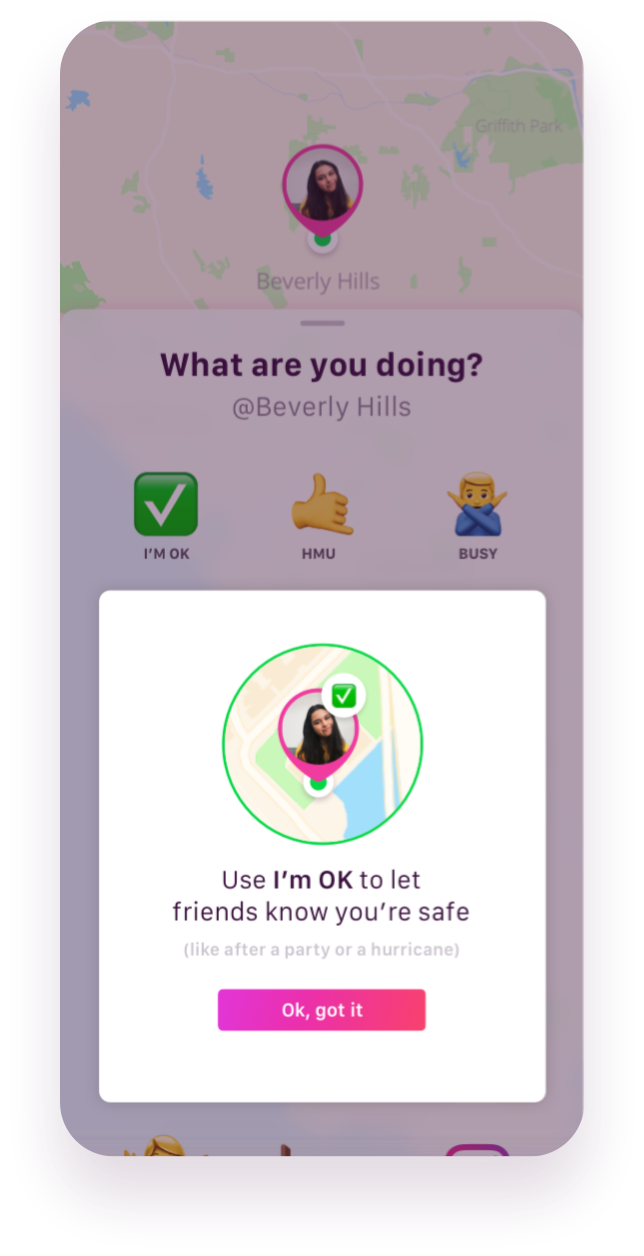 Griffith Park
Beverly Hills
What are you doing?
@Beverly Hills
I’M OK
HMU
BUSY
Use I’m OK to let
friends know you’re safe
(like after a party or a hurricane)
Ok, got it